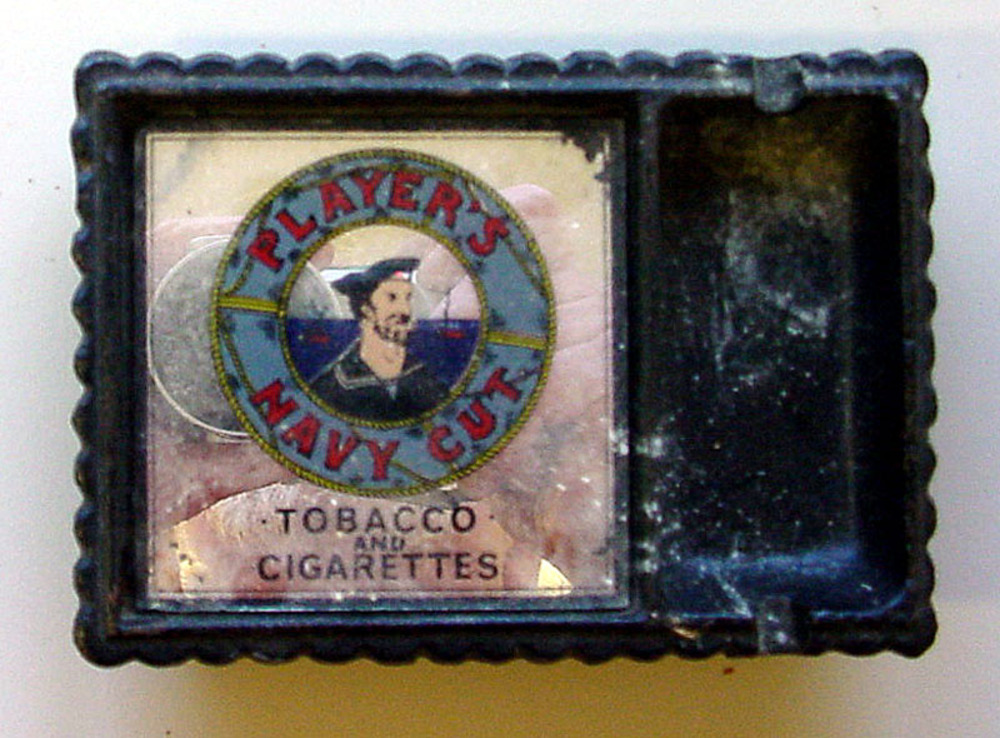 PLAYER'S
NAVY CUT
·TOBACCO·
AND
CIGARETTES